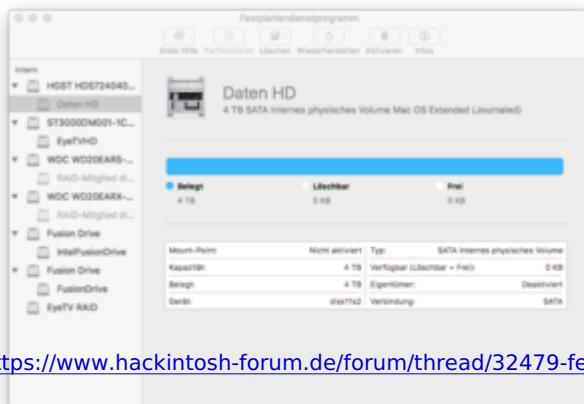 Festplattendienstprogramm
Erste Hilfe Partitionieren Löschen Wiederherstellen Aktivieren Infos
Intern
HGST HDS724040...
Daten HD
ST3000DM001-1C...
EyeTVHD
WDC WD20EARS-...
RAID-Mitglied di...
WDC WD20EARX-...
RAID-Mitglied di...
Fusion Drive
IntelFusionDrive
Fusion Drive
FusionDrive
EyeTV RAID
Daten HD
4 TB SATA internes physisches Volume Mac OS Extended (Journaled)
Belegt Löschbar Frei
4 TB 0 KB 0 KB
Mount-Point: Nicht aktiviert Typ: SATA internes physisches Volume
Kapazität: 4 TB Verfügbar (Löschbar + Frei): 0 KB
Belegt: 4 TB Eigentümer: Deaktiviert
Gerät: disk11s2 Verbindung: SATA
ttps://www.hackintosh-forum.de/forum/thread/32479-fe